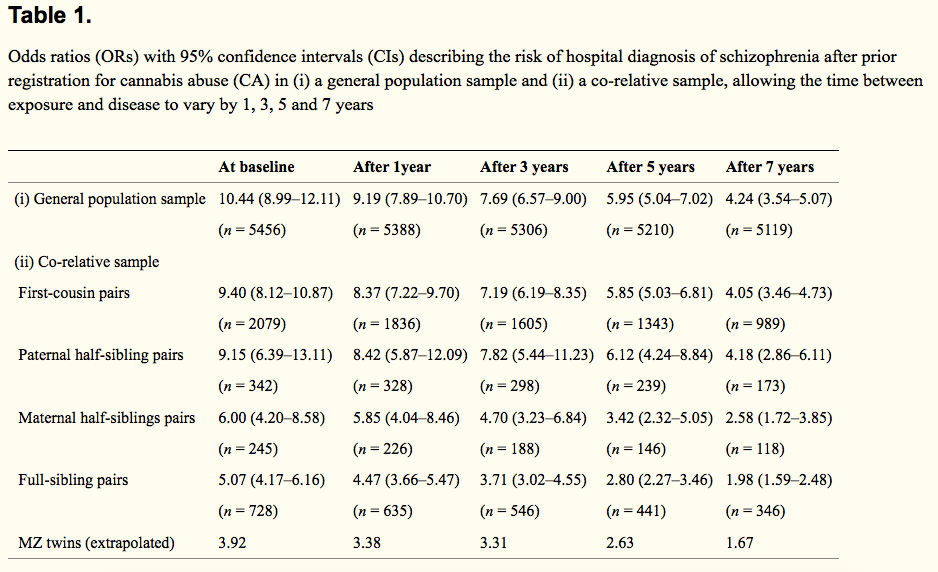 Table 1.
Odds ratios (ORs) with 95% confidence intervals (CIs) describing the risk of hospital diagnosis of schizophrenia after prior
registration for cannabis abuse (CA) in (i) a general population sample and (ii) a co-relative sample, allowing the time between
exposure and disease to vary by 1, 3, 5 and 7 years
At baseline After 1year After 3 years After 5 years After 7 years
(i) General population sample 10.44 (8.99–12.11) 9.19 (7.89–10.70) 7.69 (6.57–9.00) 5.95 (5.04–7.02) 4.24 (3.54–5.07)
(n = 5456) (n = 5388) (n = 5306) (n = 5210) (n = 5119)
(ii) Co-relative sample
First-cousin pairs 9.40 (8.12–10.87) 8.37 (7.22–9.70) 7.19 (6.19–8.35) 5.85 (5.03–6.81) 4.05 (3.46–4.73)
(n = 2079) (n = 1836) (n = 1605) (n = 1343) (n = 989)
Paternal half-sibling pairs 9.15 (6.39–13.11) 8.42 (5.87–12.09) 7.82 (5.44–11.23) 6.12 (4.24–8.84) 4.18 (2.86–6.11)
(n = 342) (n = 328) (n = 298) (n = 239) (n = 173)
Maternal half-siblings pairs 6.00 (4.20–8.58) 5.85 (4.04–8.46) 4.70 (3.23–6.84) 3.42 (2.32–5.05) 2.58 (1.72–3.85)
(n = 245) (n = 226) (n = 188) (n = 146) (n = 118)
Full-sibling pairs 5.07 (4.17–6.16) 4.47 (3.66–5.47) 3.71 (3.02–4.55) 2.80 (2.27–3.46) 1.98 (1.59–2.48)
(n = 728) (n = 635) (n = 546) (n = 441) (n = 346)
MZ twins (extrapolated) 3.92 3.38 3.31 2.63 1.67